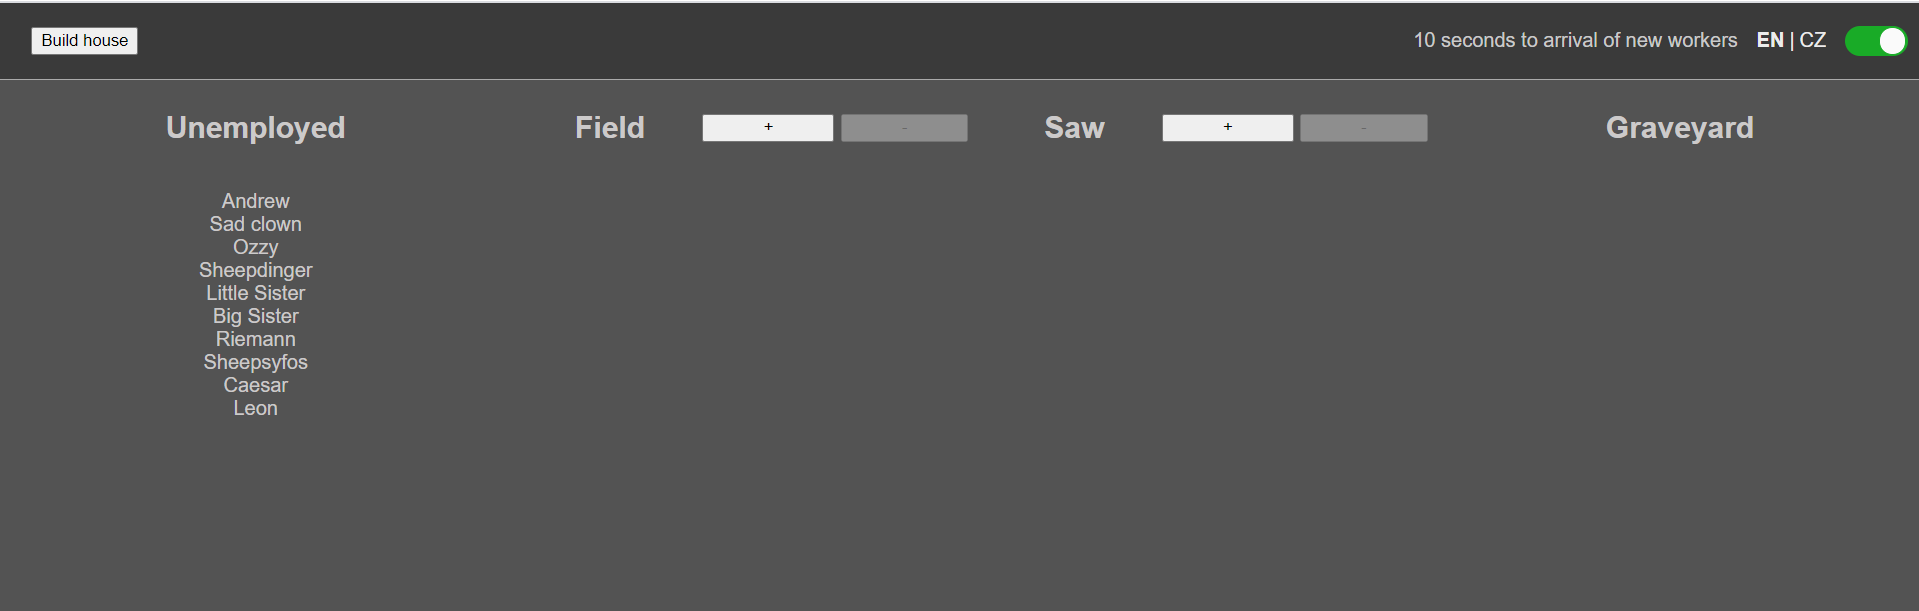 Build house
10 seconds to arrival of new workers EN | CZ
Unemployed Field + - Saw + - Graveyard
Andrew
Sad clown
Ozzy
Sheepdinger
Little Sister
Big Sister
Riemann
Sheepsyfos
Caesar
Leon